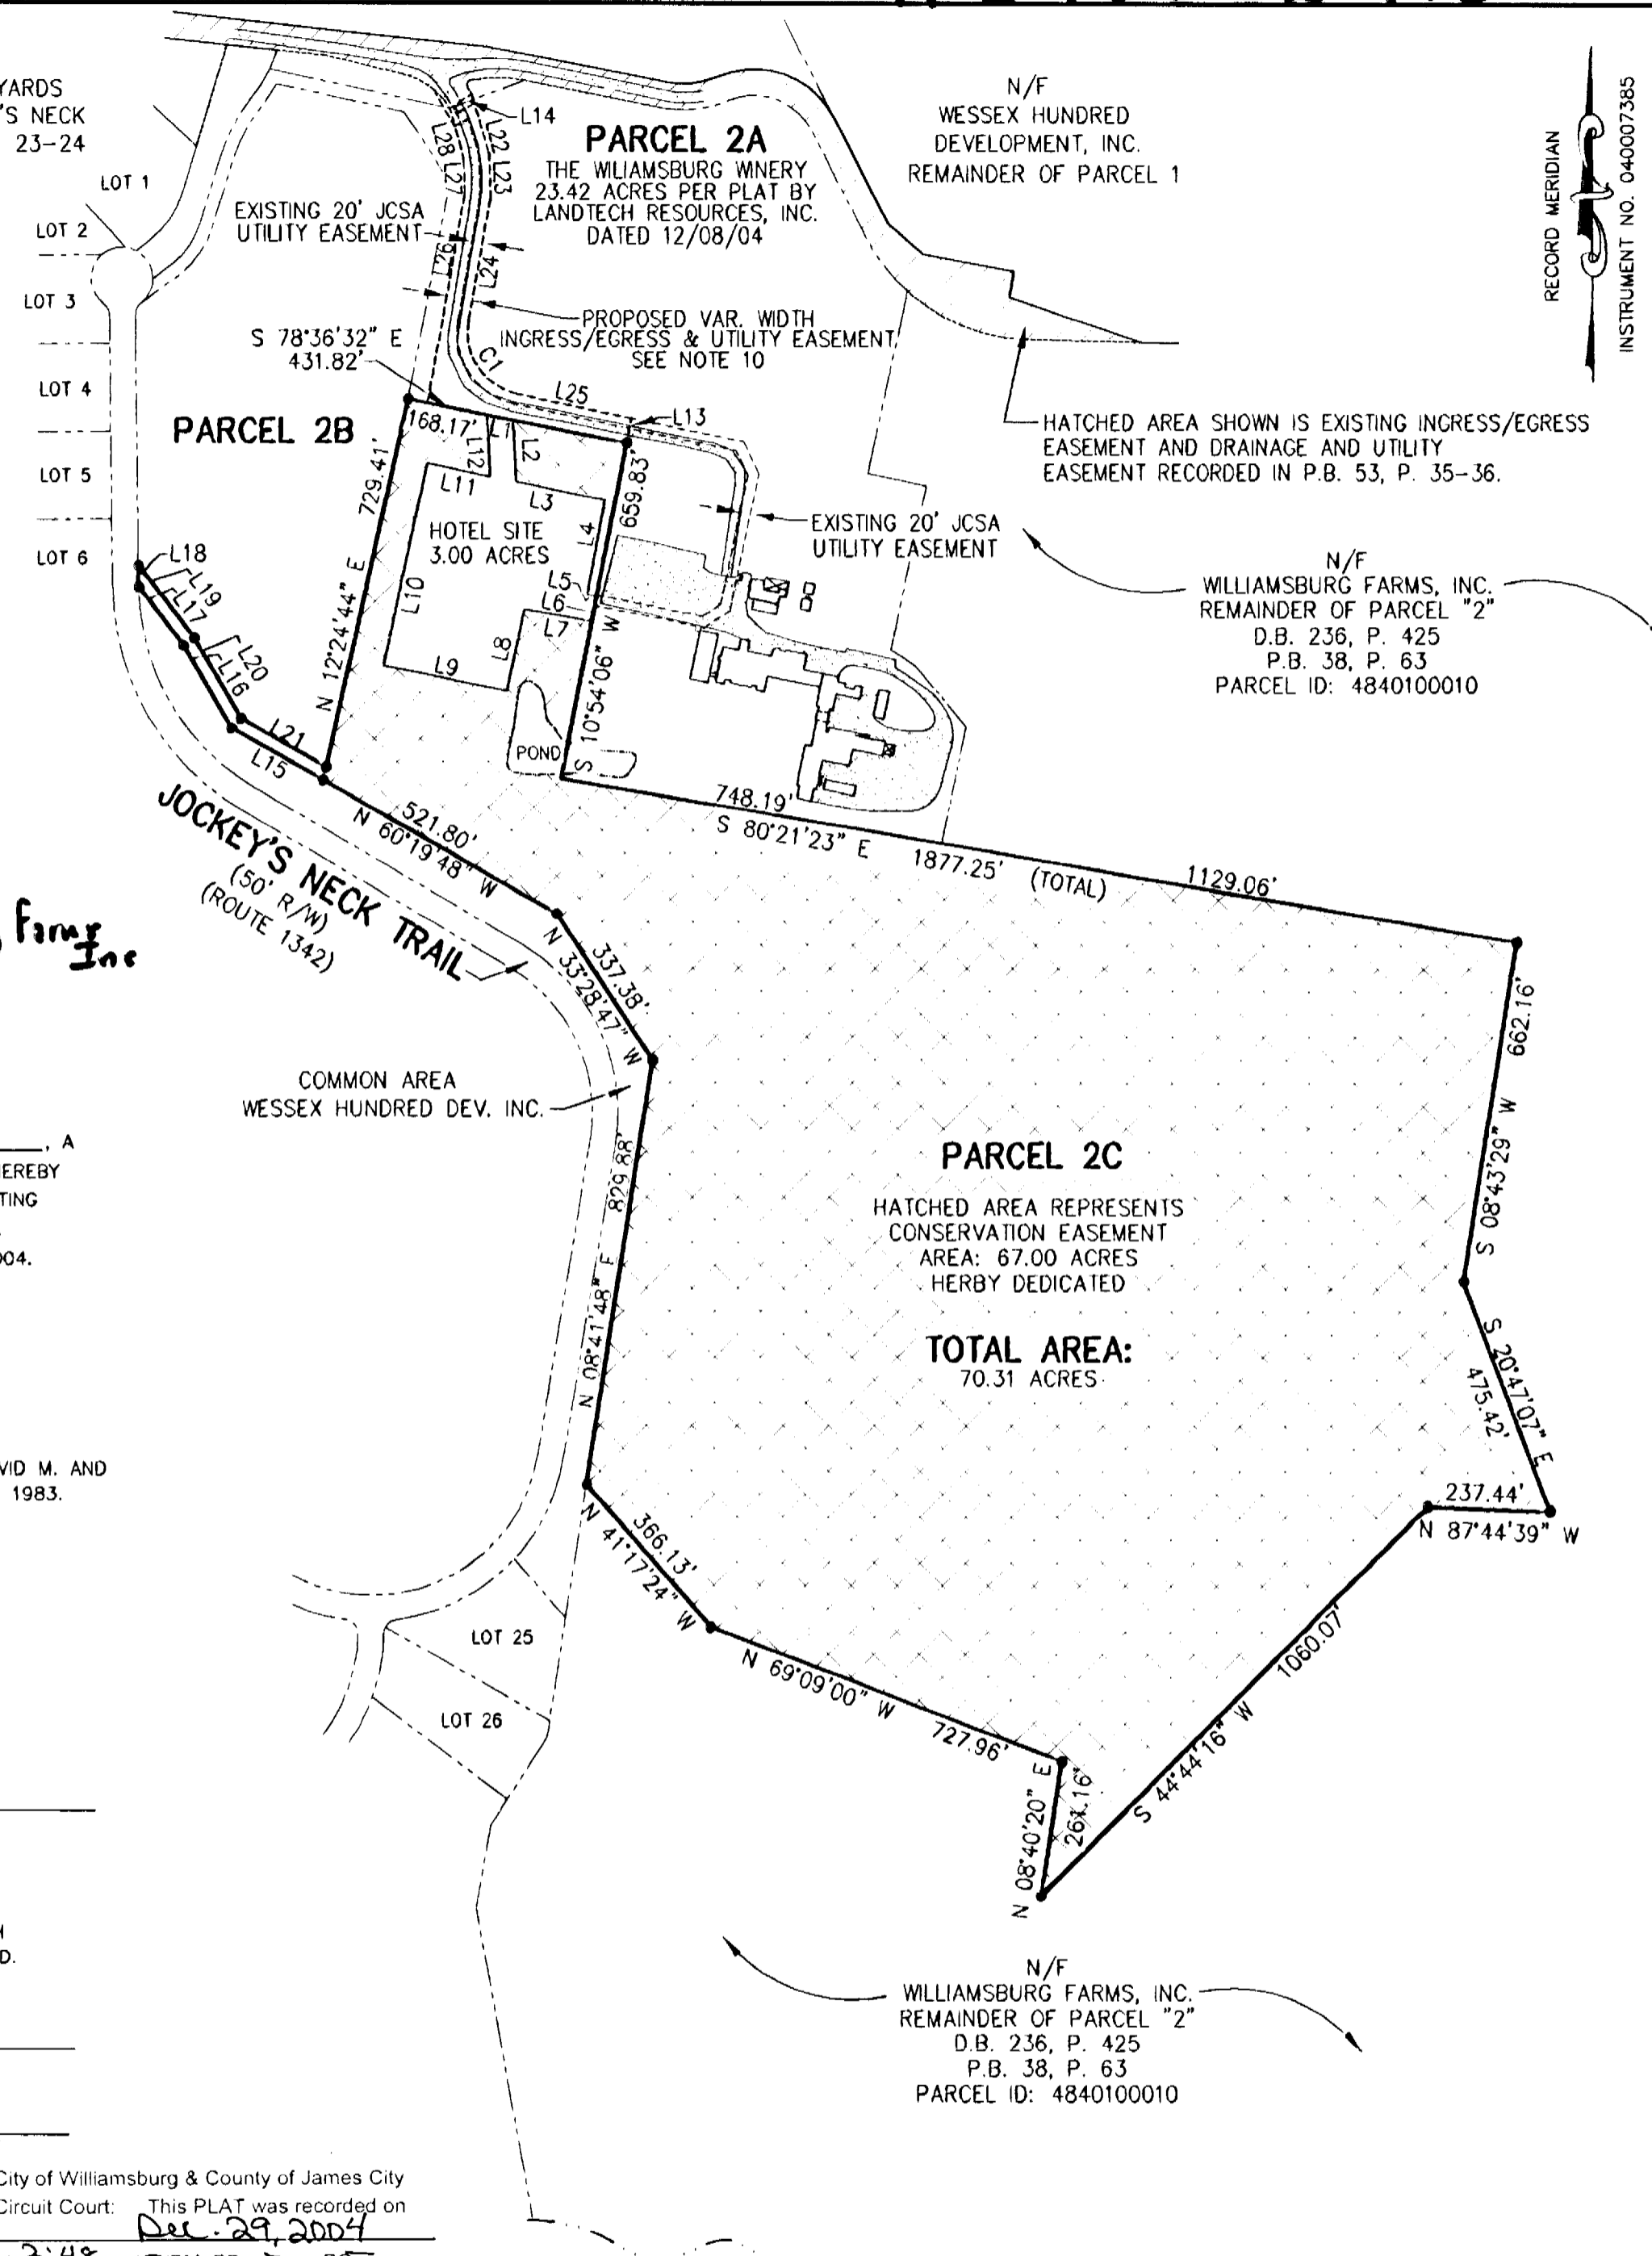 YARDS
'S NECK
23-24
LOT 1
LOT 2
LOT 3
LOT 4
LOT 5
LOT 6
L14
L28
L27
L22
L23
L26
L24
PARCEL 2A
THE WILIAMSBURG WINERY
23.42 ACRES PER PLAT BY
LANDTECH RESOURCES, INC.
DATED 12/08/04
N/F
WESSEX HUNDRED
DEVELOPMENT, INC.
REMAINDER OF PARCEL 1
RECORD MERIDIAN
INSTRUMENT NO. 040007385
EXISTING 20' JCSA
UTILITY EASEMENT
PROPOSED VAR. WIDTH
INGRESS/EGRESS & UTILITY EASEMENT
SEE NOTE 10
S 78°36'32" E
431.82'
C1
L25
L13
HATCHED AREA SHOWN IS EXISTING INGRESS/EGRESS
EASEMENT AND DRAINAGE AND UTILITY
EASEMENT RECORDED IN P.B. 53, P. 35-36.
PARCEL 2B
168.17'
L1
L12
L2
L11
L3
729.41'
N 12°24'44" E
659.83'
S 10°54'06" W
HOTEL SITE
3.00 ACRES
L4
L5
L6
L7
L10
L8
L9
POND
EXISTING 20' JCSA
UTILITY EASEMENT
N/F
WILLIAMSBURG FARMS, INC.
REMAINDER OF PARCEL "2"
D.B. 236, P. 425
P.B. 38, P. 63
PARCEL ID: 4840100010
L18
L19
L17
L20
L16
L21
L15
JOCKEY'S NECK TRAIL
(50' R/W)
(ROUTE 1342)
521.80'
N 60°19'48" W
748.19'
S 80°21'23" E
1877.25' (TOTAL)
1129.06'
Farms
Inc
337.38'
N 33°28'47" W
662.16'
S 08°43'29" W
COMMON AREA
WESSEX HUNDRED DEV. INC.
829.88'
N 08°41'48" E
PARCEL 2C
HATCHED AREA REPRESENTS
CONSERVATION EASEMENT
AREA: 67.00 ACRES
HERBY DEDICATED
TOTAL AREA:
70.31 ACRES
, A
HEREBY
TING
004.
S 20°47'07" E
475.42'
VID M. AND
1983.
237.44'
N 87°44'39" W
366.13'
N 41°17'24" W
LOT 25
LOT 26
N 69°09'00" W
727.96'
1060.07'
S 44°44'16" W
N 08°40'20" E
261.16'
D.
N/F
WILLIAMSBURG FARMS, INC.
REMAINDER OF PARCEL "2"
D.B. 236, P. 425
P.B. 38, P. 63
PARCEL ID: 4840100010
City of Williamsburg & County of James City
Circuit Court: This PLAT was recorded on
Dec. 29, 2004